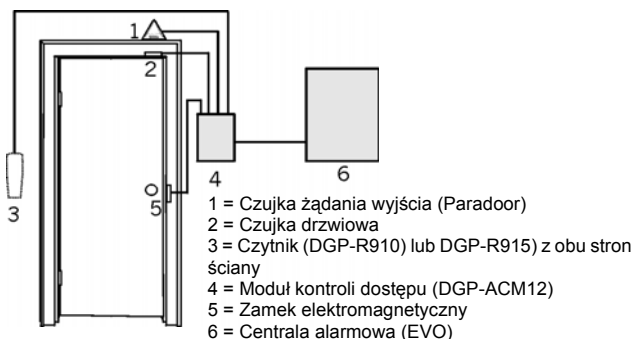 1
2
3
4
5
6
1 = Czujka żądania wyjścia (Paradoor)
2 = Czujka drzwiowa
3 = Czytnik (DGP-R910) lub DGP-R915) z obu stron
ściany
4 = Moduł kontroli dostępu (DGP-ACM12)
5 = Zamek elektromagnetyczny
6 = Centrala alarmowa (EVO)